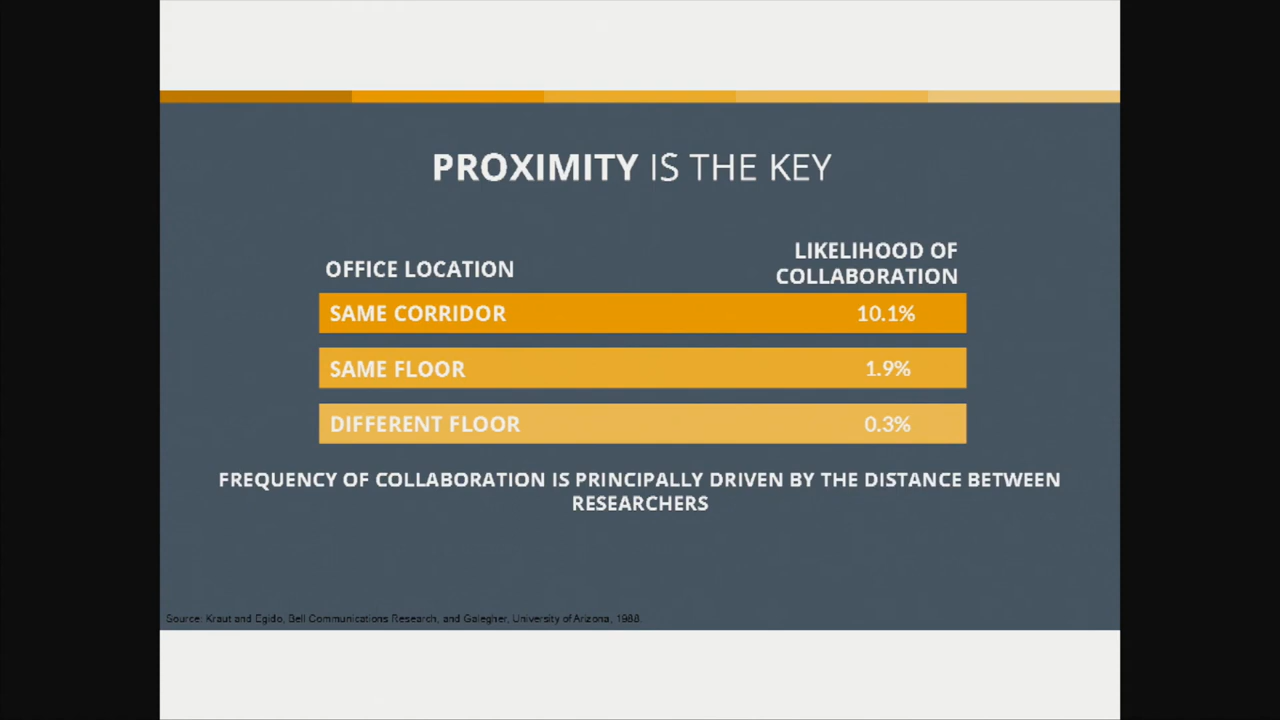 PROXIMITY IS THE KEY
OFFICE LOCATION
LIKELIHOOD OF
COLLABORATION
SAME CORRIDOR 10.1%
SAME FLOOR 1.9%
DIFFERENT FLOOR 0.3%
FREQUENCY OF COLLABORATION IS PRINCIPALLY DRIVEN BY THE DISTANCE BETWEEN
RESEARCHERS
Source: Kraut and Egido, Bell Communications Research, and Galegher, University of Arizona, 1988.